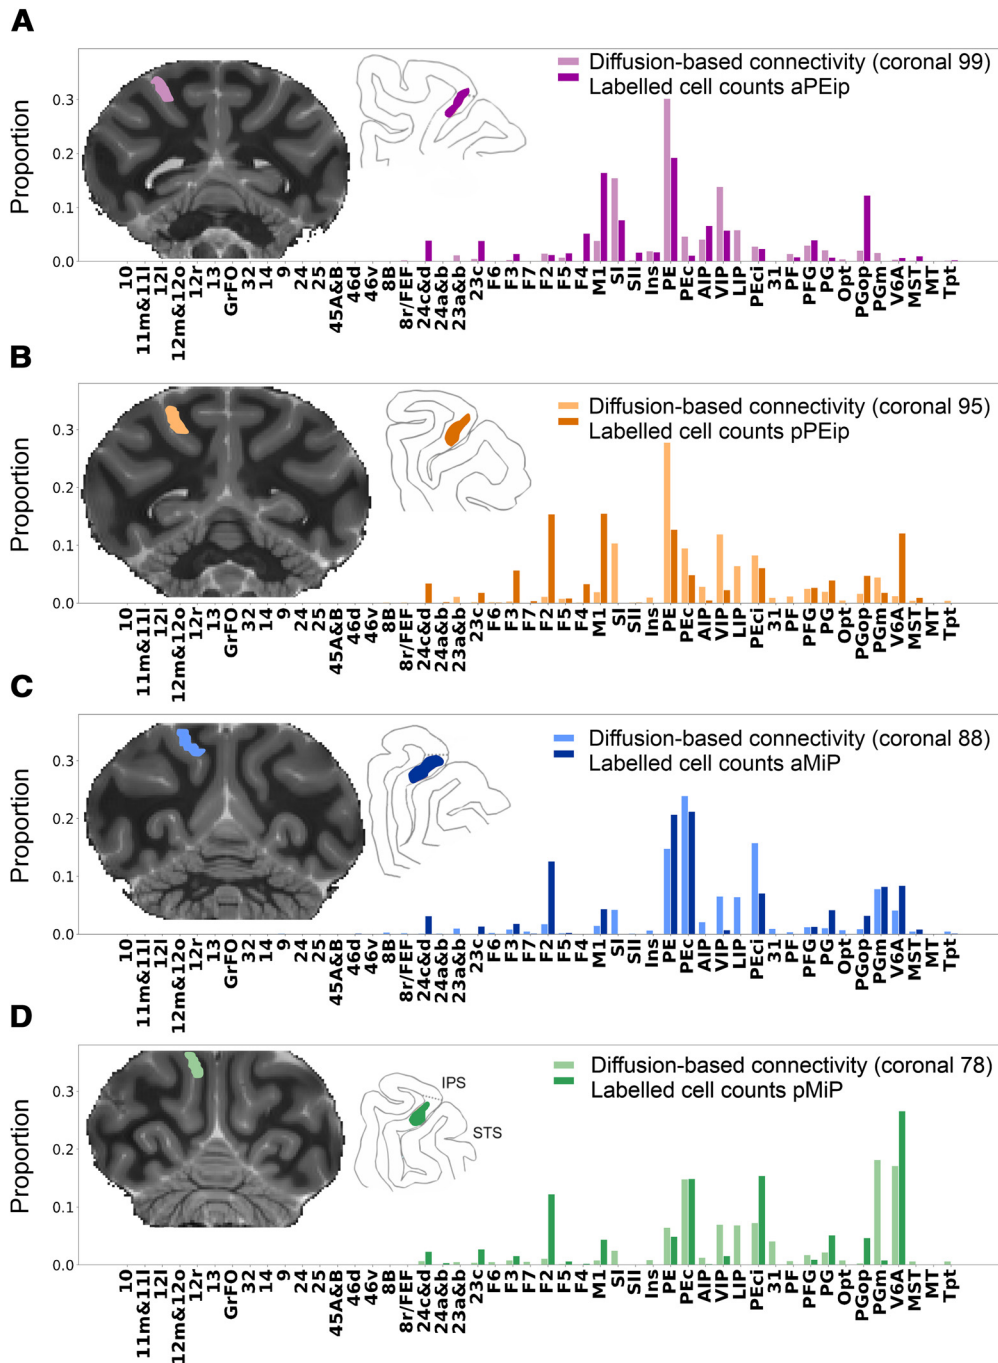 A
Diffusion-based connectivity (coronal 99)
Labelled cell counts aPEip
Proportion
0.3
0.2
0.1
0.0
10 11m&11l 12l 12m&12o 12r 13 GrFO 32 14 9 24 25 45A&B 46d 46v 8B 8r/FEF 24c&d 24a&b 23a&b 23c F6 F3 F7 F2 F5 F4 M1 SI SII Ins PE PEc AIP VIP LIP PEci 31 PF PFG PG Opt PGop PGm V6A MST MT Tpt
B
Diffusion-based connectivity (coronal 95)
Labelled cell counts pPEip
Proportion
0.3
0.2
0.1
0.0
10 11m&11l 12l 12m&12o 12r 13 GrFO 32 14 9 24 25 45A&B 46d 46v 8B 8r/FEF 24c&d 24a&b 23a&b 23c F6 F3 F7 F2 F5 F4 M1 SI SII Ins PE PEc AIP VIP LIP PEci 31 PF PFG PG Opt PGop PGm V6A MST MT Tpt
C
Diffusion-based connectivity (coronal 88)
Labelled cell counts aMiP
Proportion
0.3
0.2
0.1
0.0
10 11m&11l 12l 12m&12o 12r 13 GrFO 32 14 9 24 25 45A&B 46d 46v 8B 8r/FEF 24c&d 24a&b 23a&b 23c F6 F3 F7 F2 F5 F4 M1 SI SII Ins PE PEc AIP VIP LIP PEci 31 PF PFG PG Opt PGop PGm V6A MST MT Tpt
D
Diffusion-based connectivity (coronal 78)
Labelled cell counts pMiP
IPS
STS
Proportion
0.3
0.2
0.1
0.0
10 11m&11l 12l 12m&12o 12r 13 GrFO 32 14 9 24 25 45A&B 46d 46v 8B 8r/FEF 24c&d 24a&b 23a&b 23c F6 F3 F7 F2 F5 F4 M1 SI SII Ins PE PEc AIP VIP LIP PEci 31 PF PFG PG Opt PGop PGm V6A MST MT Tpt